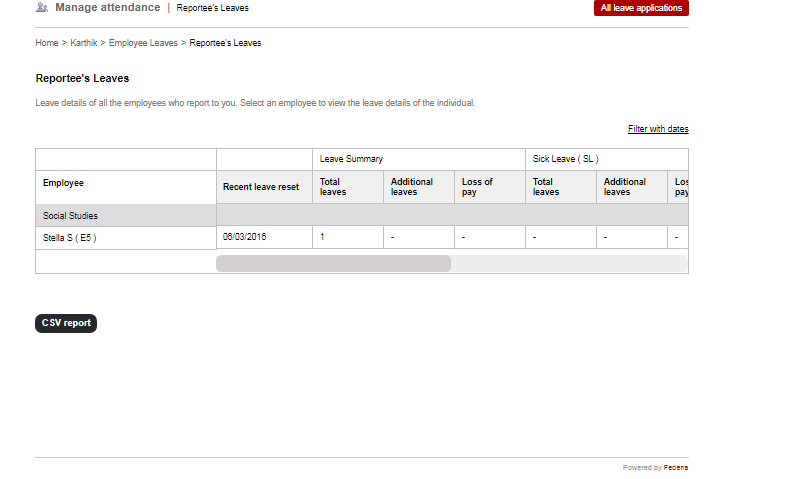 Manage attendance | Reportee's Leaves
All leave applications
Home > Karthik > Employee Leaves > Reportee's Leaves
Reportee's Leaves
Leave details of all the employees who report to you. Select an employee to view the leave details of the individual.
Filter with dates
Leave Summary Sick Leave ( SL )
Employee Recent leave reset Total leaves Additional leaves Loss of pay Total leaves Additional leaves Los pay
Social Studies
Stella S ( E5 ) 06/03/2016 1 - - - - -
CSV report
Powered by Fedena